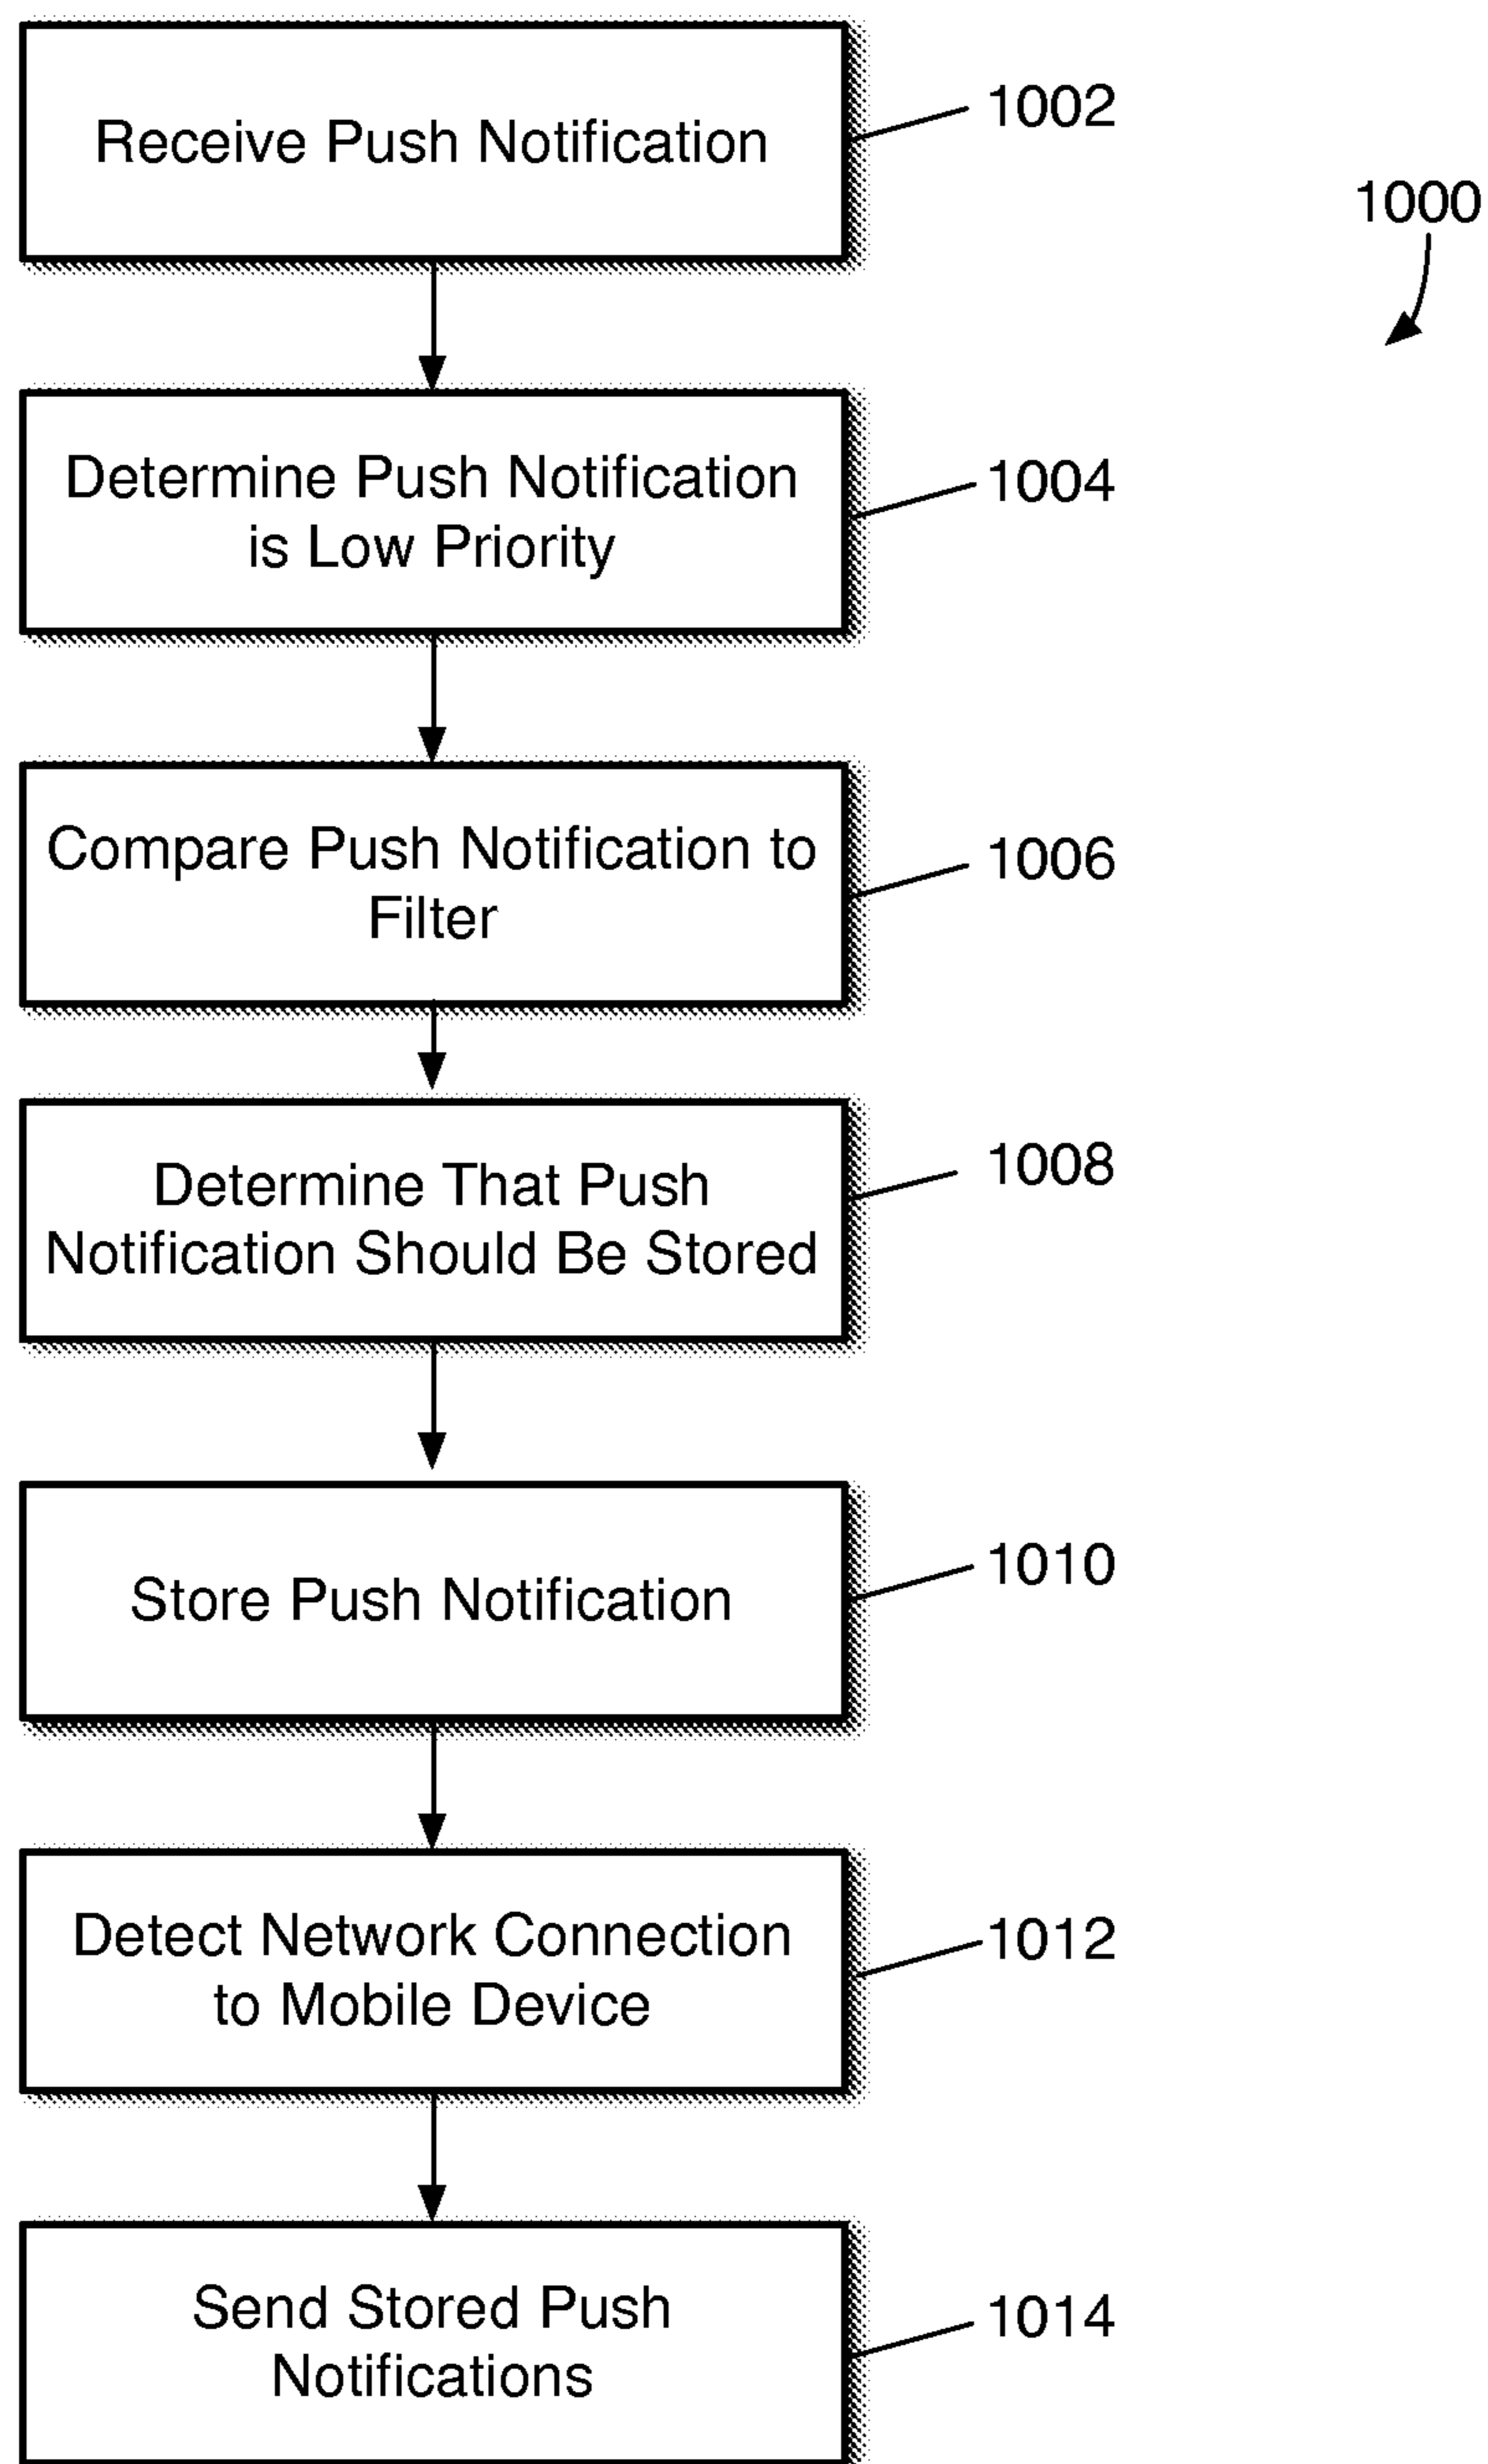 Receive Push Notification
1002
1000
Determine Push Notification
is Low Priority
1004
Compare Push Notification to
Filter
1006
Determine That Push
Notification Should Be Stored
1008
Store Push Notification
1010
Detect Network Connection
to Mobile Device
1012
Send Stored Push
Notifications
1014